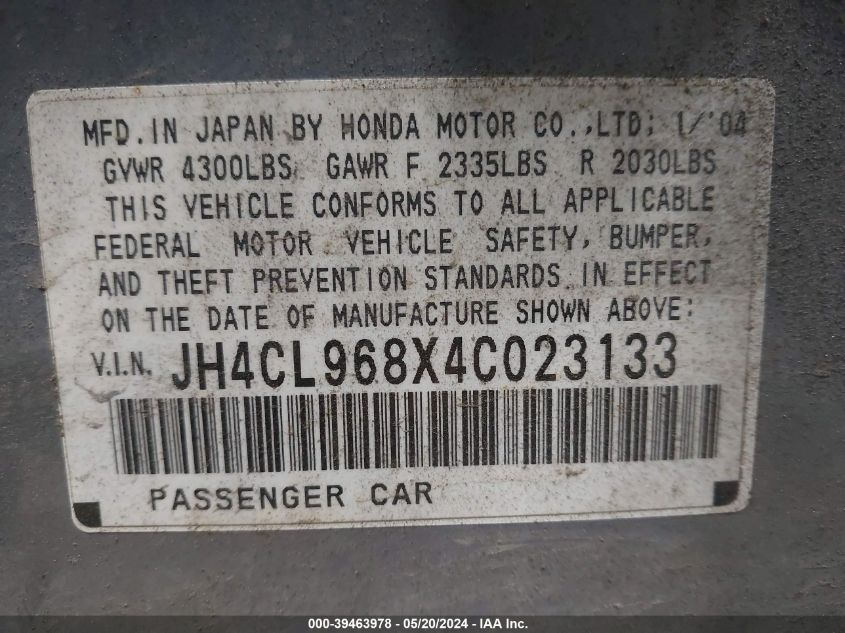 MFD.IN JAPAN BY HONDA MOTOR CO.,LTD; 1/'04
GVWR 4300LBS GAWR F 2335LBS R 2030LBS
THIS VEHICLE CONFORMS TO ALL APPLICABLE
FEDERAL MOTOR VEHICLE SAFETY, BUMPER,
AND THEFT PREVENTION STANDARDS IN EFFECT
ON THE DATE OF MANUFACTURE SHOWN ABOVE:
V.I.N. JH4CL968X4C023133
PASSENGER CAR
000-39463978 - 05/20/2024 - IAA Inc.